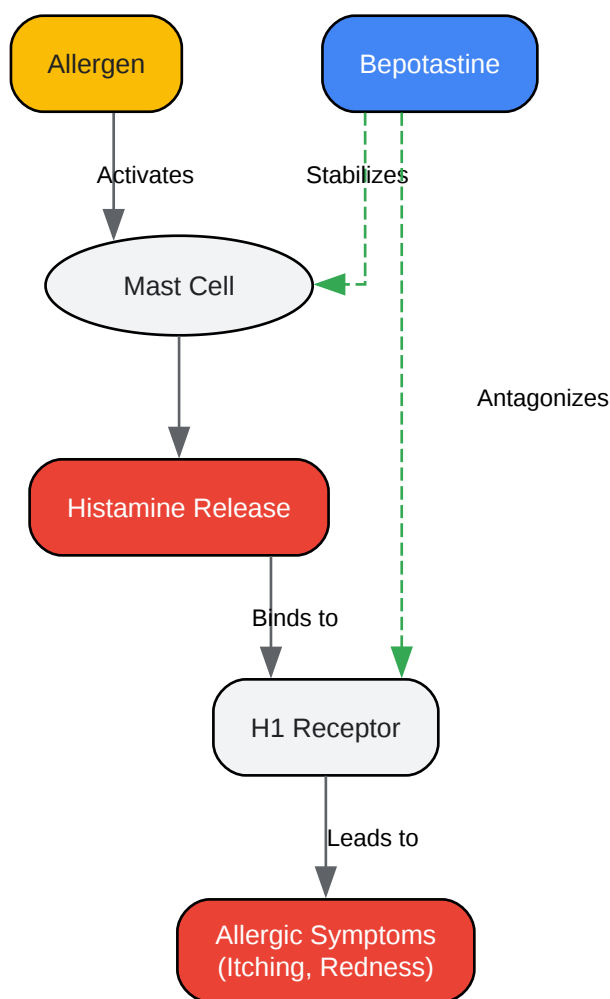 Allergen
Bepotastine
Activates
Stabilizes
Mast Cell
Antagonizes
Histamine Release
Binds to
H1 Receptor
Leads to
Allergic Symptoms
(Itching, Redness)